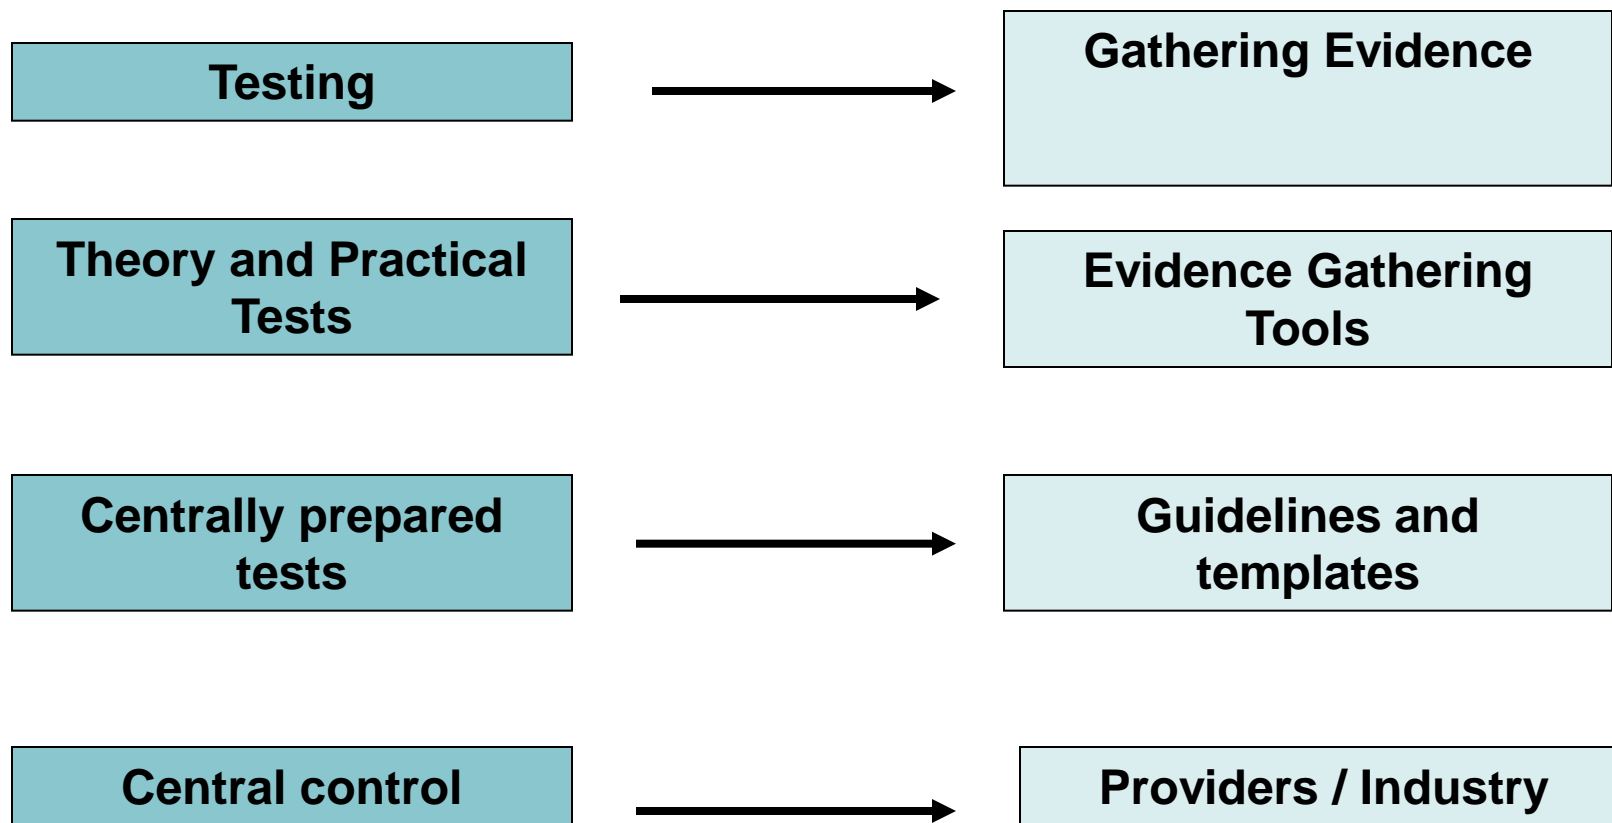 Testing
Gathering Evidence
Theory and Practical
Tests
Evidence Gathering
Tools
Centrally prepared
tests
Guidelines and
templates
Central control
Providers / Industry